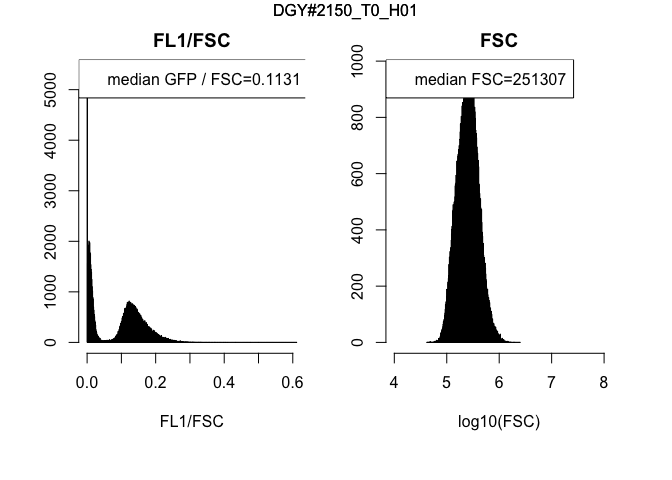 DGY#2150_T0_H01
FL1/FSC
median GFP / FSC=0.1131
0 1000 2000 3000 4000 5000
0.0 0.2 0.4 0.6
FL1/FSC
FSC
median FSC=251307
0 200 400 600 800 1000
4 5 6 7 8
log10(FSC)